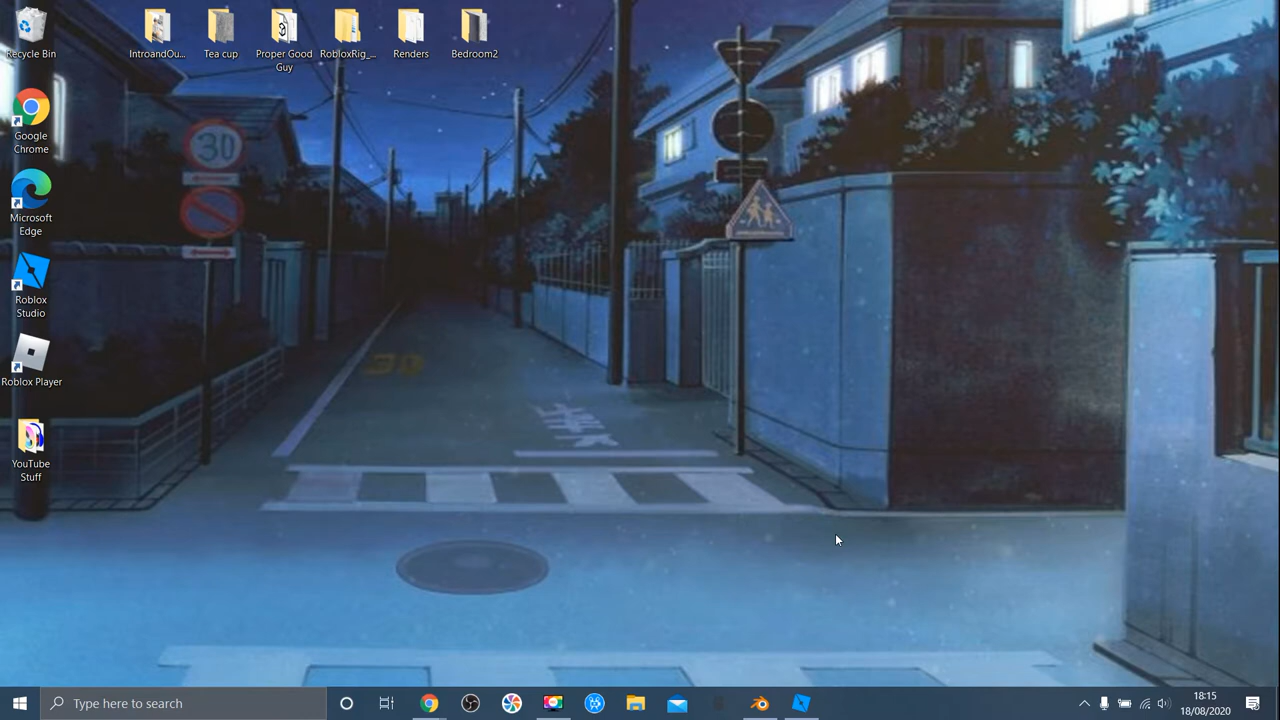 Recycle Bin
IntroandOu...
Tea cup
Proper Good
Guy
RobloxRig_...
Renders
Bedroom2
Google
Chrome
Microsoft
Edge
Roblox
Studio
Roblox Player
YouTube
Stuff
30
30
Type here to search
18:15
18/08/2020